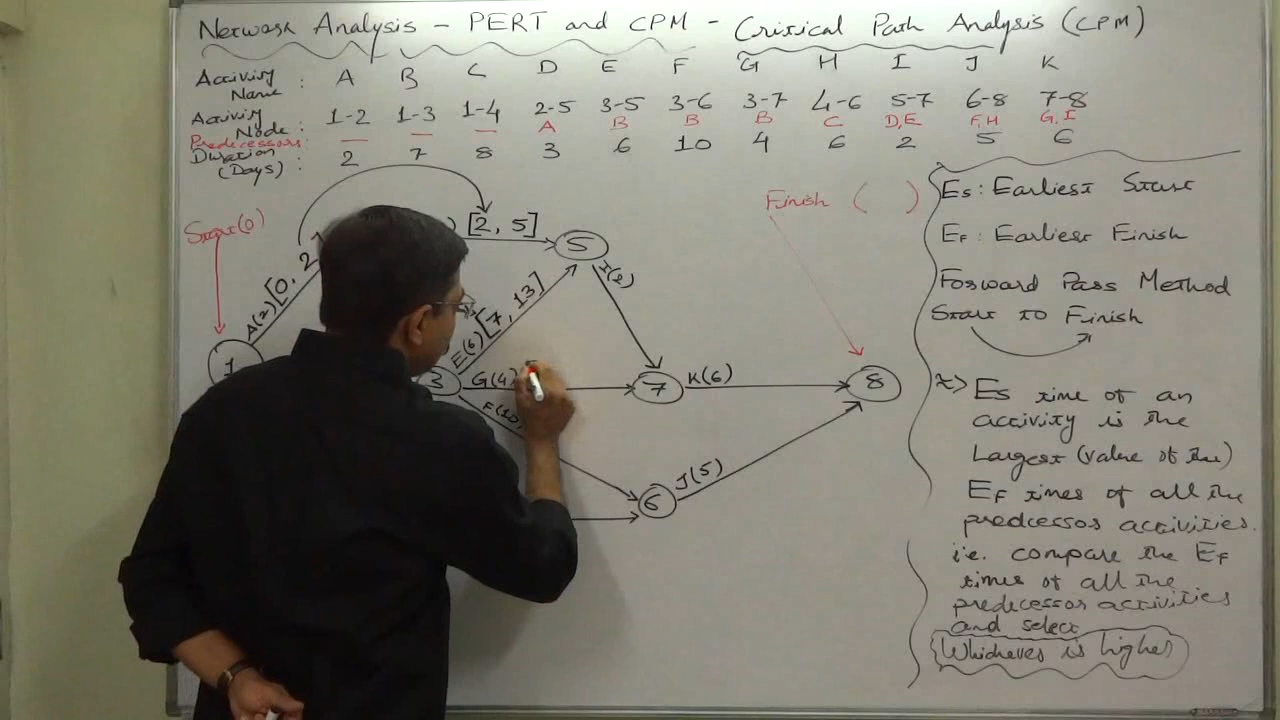 Network Analysis - PERT and CPM - Critical Path Analysis (CPM)
Activity Name : A B C D E F G H I J K
Activity Node : 1-2 1-3 1-4 2-5 3-5 3-6 3-7 4-6 5-7 6-8 7-8
Predecessors: — — — A B B B C D,E F,H G,I
Duration (Days) : 2 7 8 3 6 10 4 6 2 5 6
Start(0)
Finish ( )
A(2)[0, 2
[2, 5]
E(6)[7, 13]
G(4)
F(10)
I(2)
K(6)
J(5)
1
3
5
7
6
8
Es : Earliest Start
EF : Earliest Finish
Forward Pass Method
Start to Finish
*> Es time of an
activity is the
Largest (value of the)
EF times of all the
predcessor activities.
i.e. compare the EF
times of all the
predecessor activities
and select
Whichever is higher